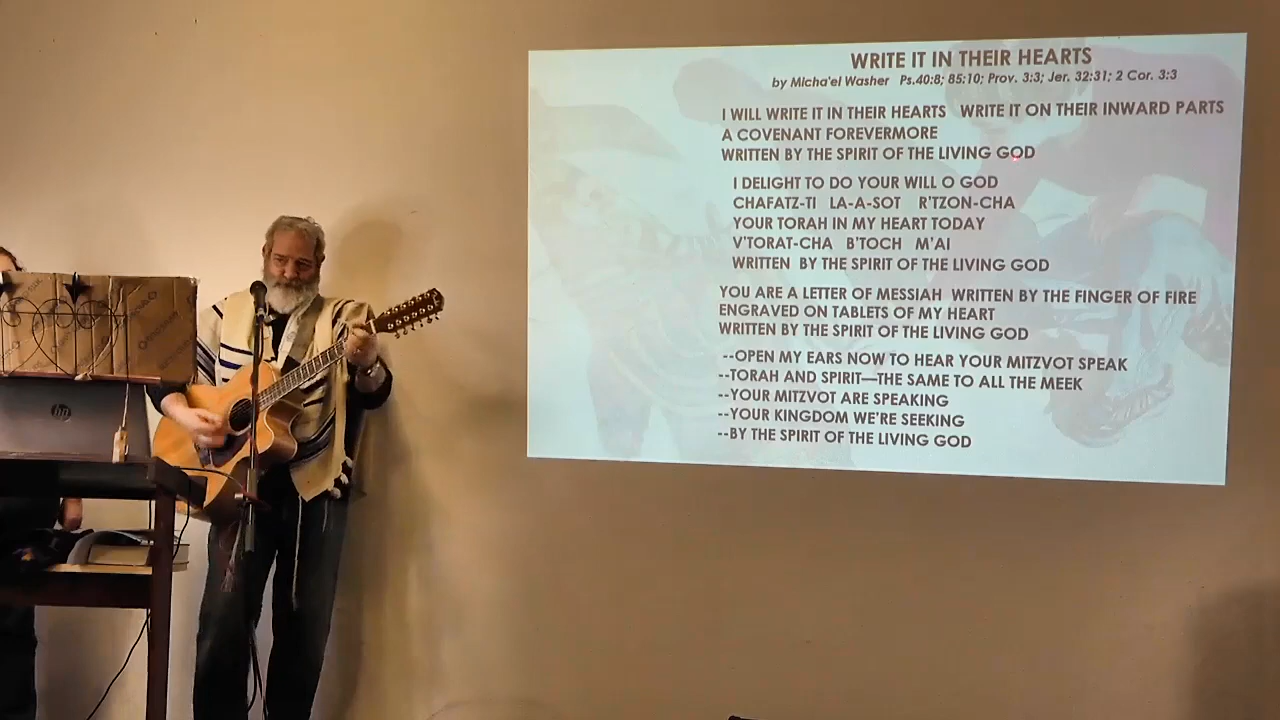 WRITE IT IN THEIR HEARTS
by Micha'el Washer Ps.40:8; 85:10; Prov. 3:3; Jer. 32:31; 2 Cor. 3:3
I WILL WRITE IT IN THEIR HEARTS WRITE IT ON THEIR INWARD PARTS
A COVENANT FOREVERMORE
WRITTEN BY THE SPIRIT OF THE LIVING GOD
I DELIGHT TO DO YOUR WILL O GOD
CHAFATZ-TI LA-A-SOT R'TZON-CHA
YOUR TORAH IN MY HEART TODAY
V'TORAT-CHA B'TOCH M'AI
WRITTEN BY THE SPIRIT OF THE LIVING GOD
YOU ARE A LETTER OF MESSIAH WRITTEN BY THE FINGER OF FIRE
ENGRAVED ON TABLETS OF MY HEART
WRITTEN BY THE SPIRIT OF THE LIVING GOD
--OPEN MY EARS NOW TO HEAR YOUR MITZVOT SPEAK
--TORAH AND SPIRIT—THE SAME TO ALL THE MEEK
--YOUR MITZVOT ARE SPEAKING
--YOUR KINGDOM WE'RE SEEKING
--BY THE SPIRIT OF THE LIVING GOD
hp